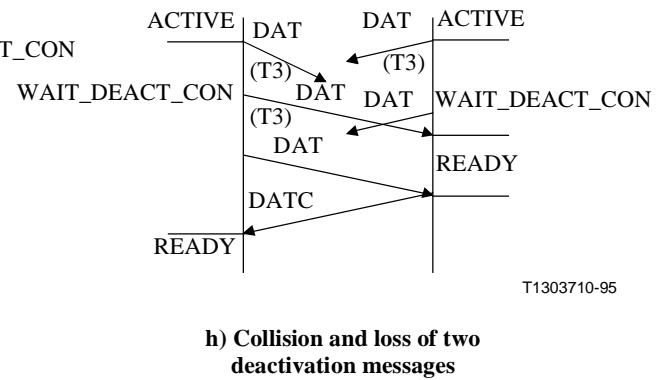 ACTIVE DAT DAT ACTIVE
T_CON
(T3) (T3)
WAIT_DEACT_CON DAT DAT WAIT_DEACT_CON
(T3)
DAT
READY
DATC
READY
T1303710-95
h) Collision and loss of two
deactivation messages